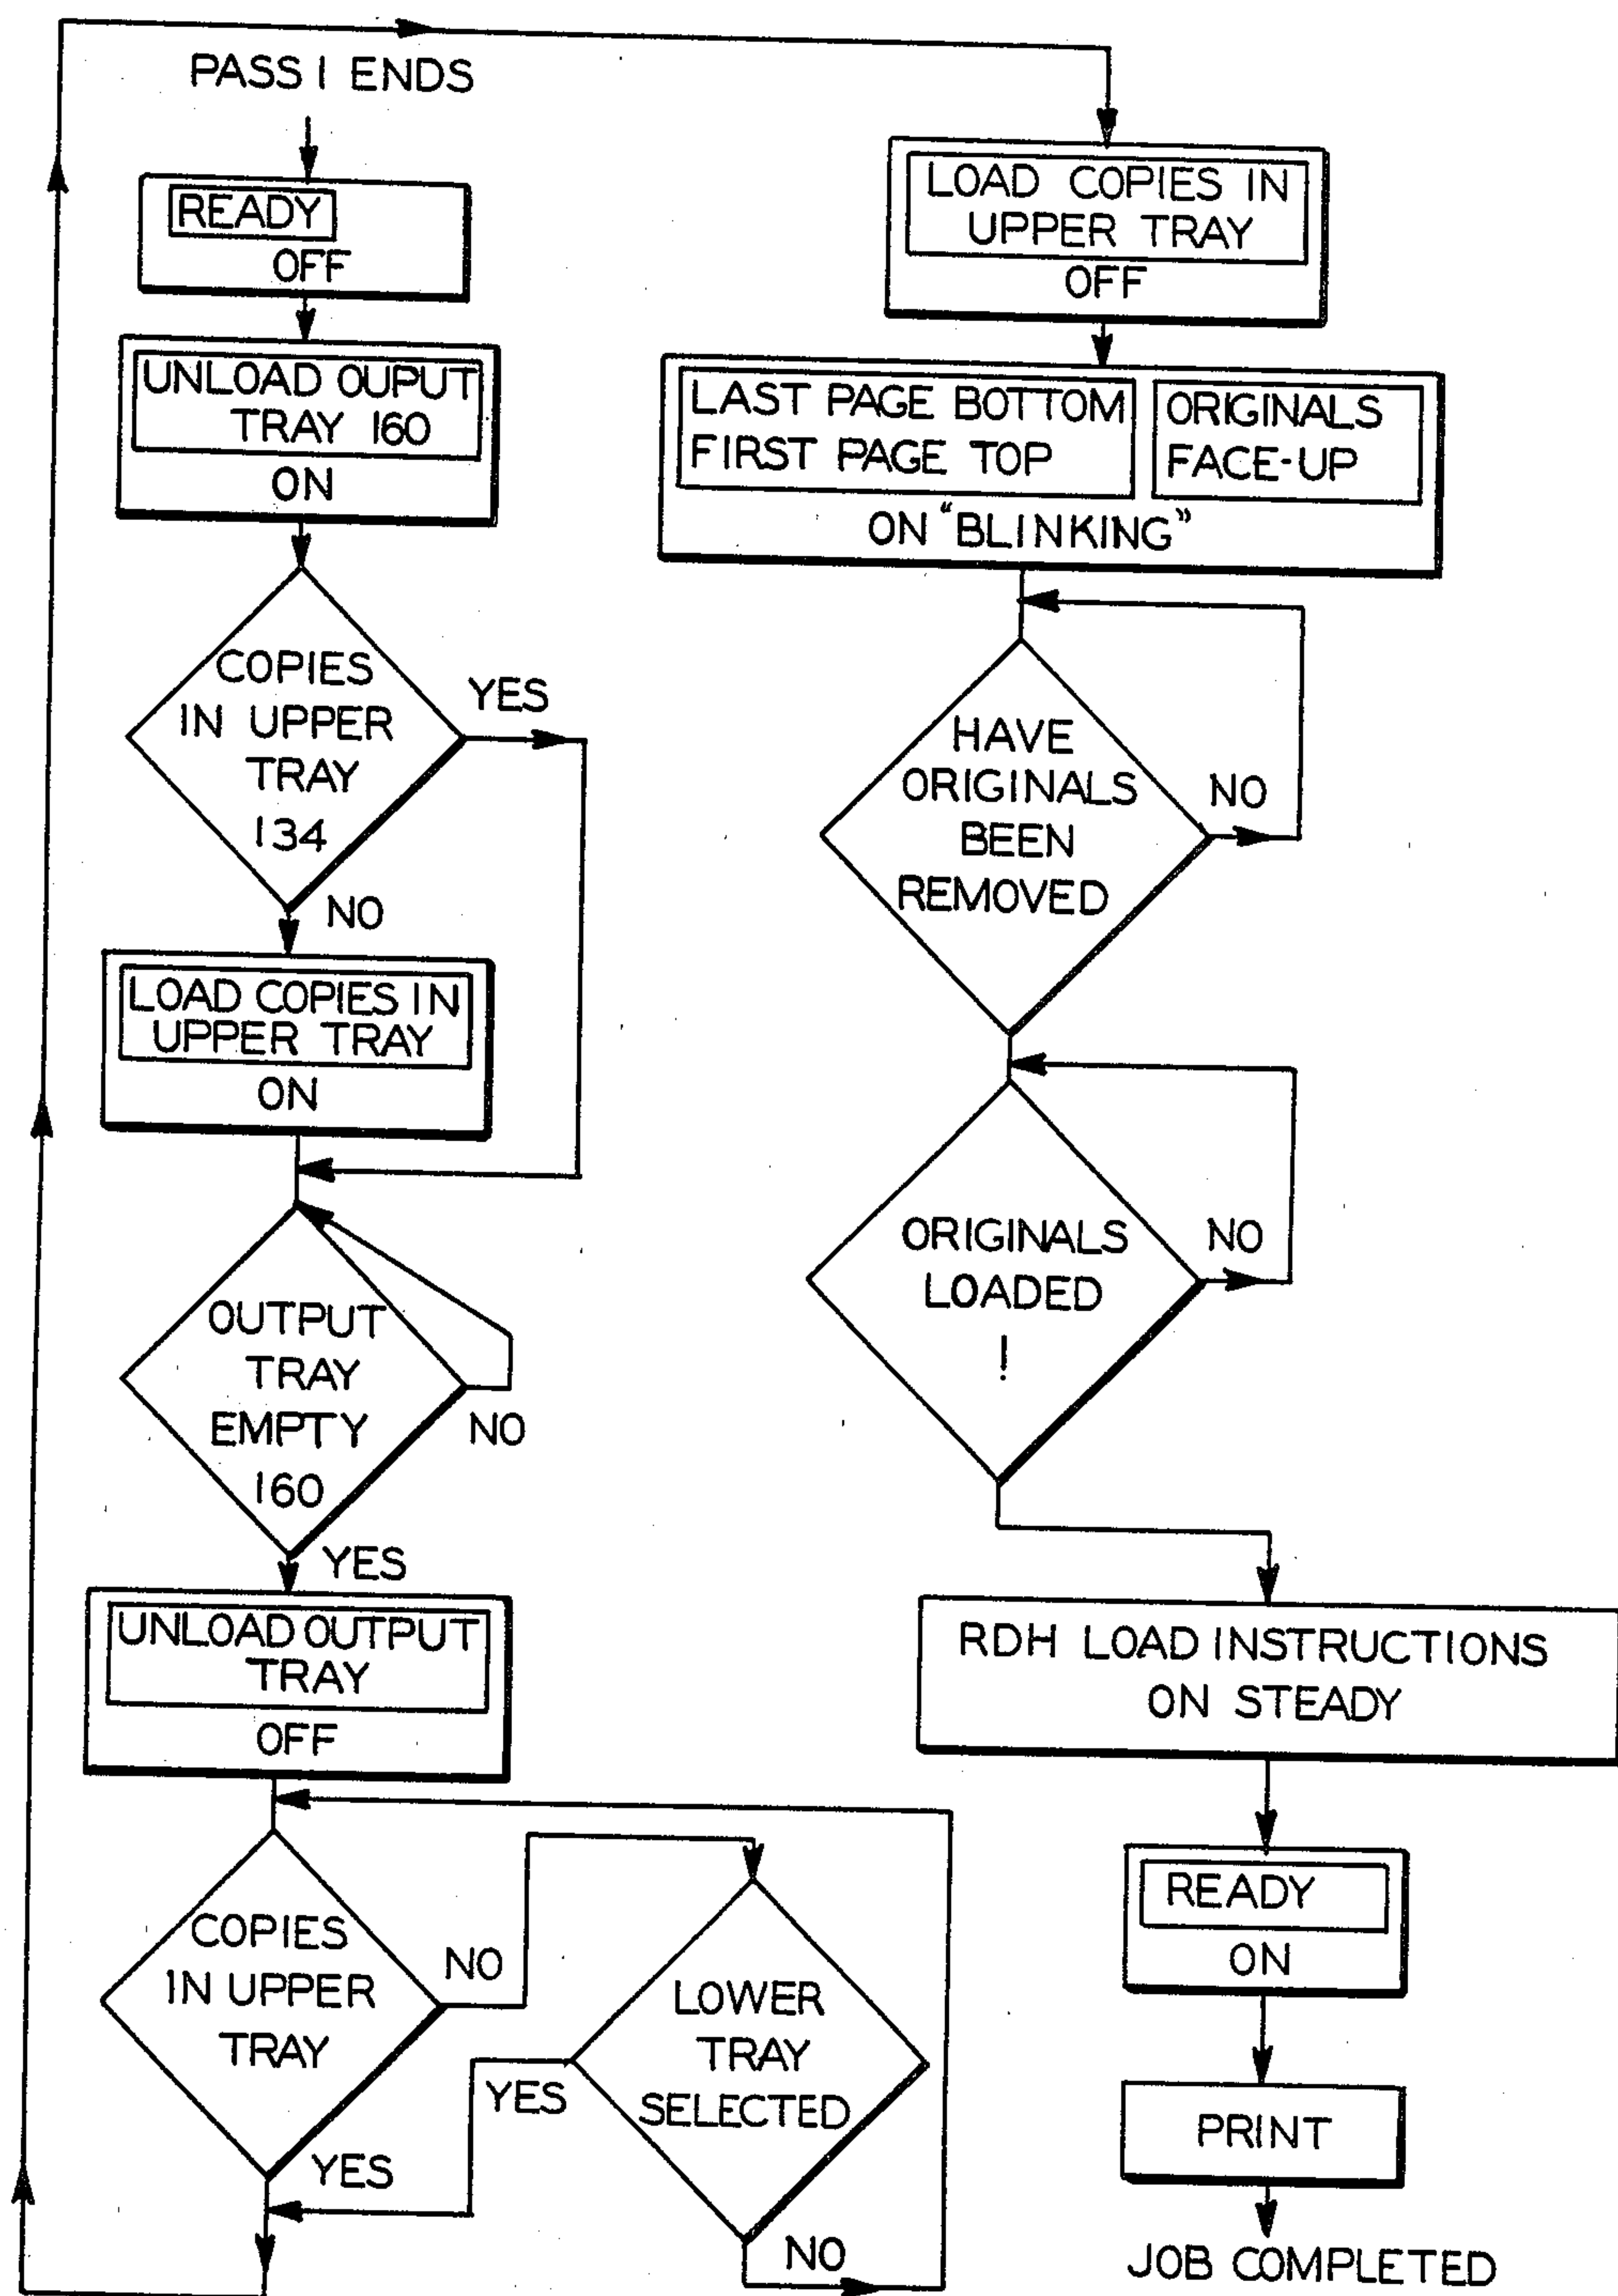 PASS 1 ENDS
READY
OFF
UNLOAD OUPUT
TRAY 160
ON
COPIES
IN UPPER
TRAY
134
YES
NO
LOAD COPIES IN
UPPER TRAY
ON
OUTPUT
TRAY
EMPTY
160
NO
YES
UNLOAD OUTPUT
TRAY
OFF
COPIES
IN UPPER
TRAY
NO
YES
LOWER
TRAY
SELECTED
YES
NO
LOAD COPIES IN
UPPER TRAY
OFF
LAST PAGE BOTTOM
FIRST PAGE TOP
ORIGINALS
FACE-UP
ON "BLINKING"
HAVE
ORIGINALS
BEEN
REMOVED
NO
ORIGINALS
LOADED
!
NO
RDH LOAD INSTRUCTIONS
ON STEADY
READY
ON
PRINT
JOB COMPLETED